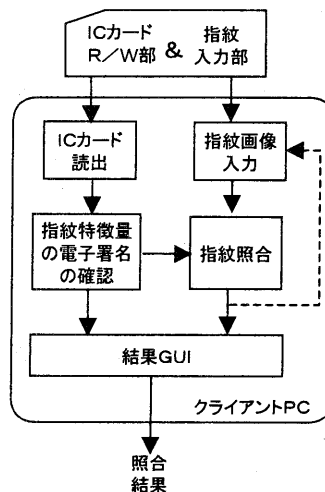 ICカード
R/W部
&
指紋
入力部
ICカード
読出
指紋画像
入力
指紋特徴量
の電子署名
の確認
指紋照合
結果GUI
クライアントPC
照合
結果